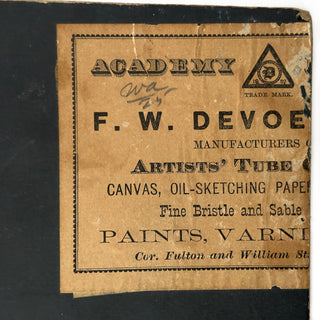 ACADEMY
TRADE MARK.
F. W. DEVOE
MANUFACTURERS O
ARTISTS' TUBE
CANVAS, OIL-SKETCHING PAPE
Fine Bristle and Sable
PAINTS, VARNI
Cor. Fulton and William St